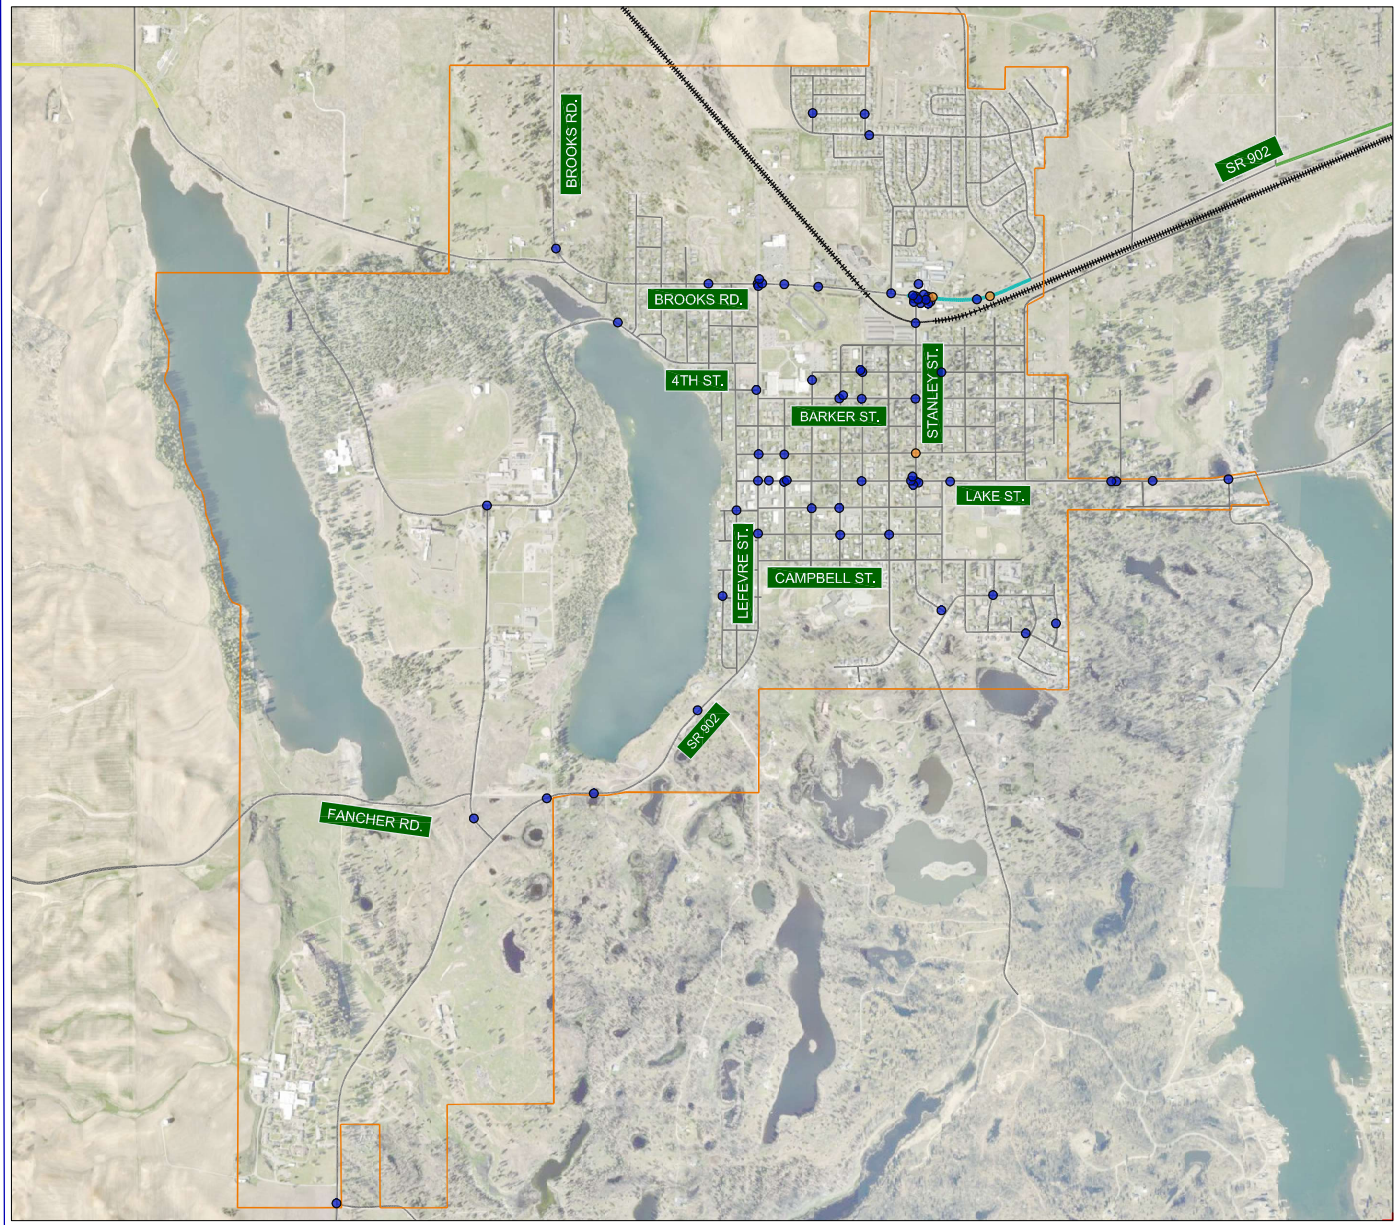 BROOKS RD.
SR 902
BROOKS RD.
STANLEY ST.
4TH ST.
BARKER ST.
LAKE ST.
LEFEVRE ST.
CAMPBELL ST.
SR 902
FANCHER RD.